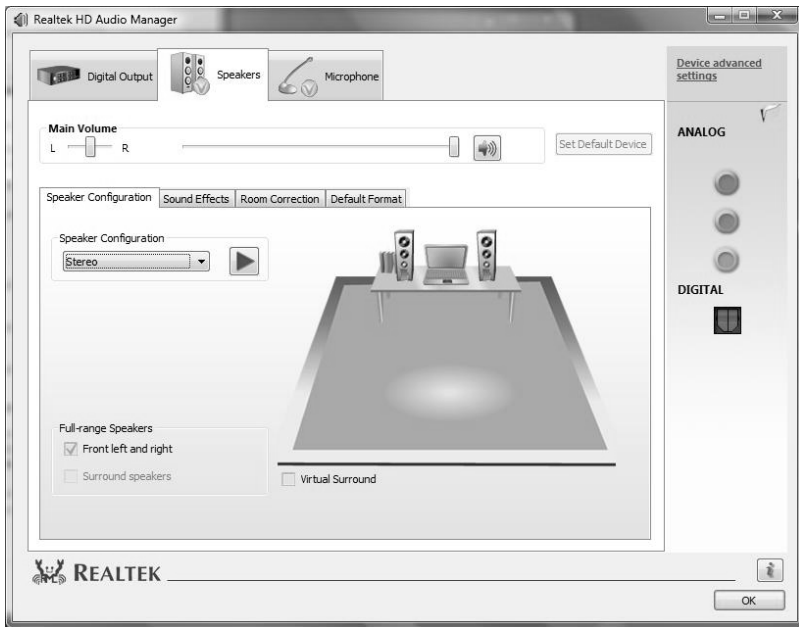 Realtek HD Audio Manager
Digital Output
Speakers
Microphone
Device advanced
settings
Main Volume
L R
Set Default Device
ANALOG
Speaker Configuration
Sound Effects
Room Correction
Default Format
Speaker Configuration
Stereo
DIGITAL
Full-range Speakers
Front left and right
Surround speakers
Virtual Surround
REALTEK
i
OK